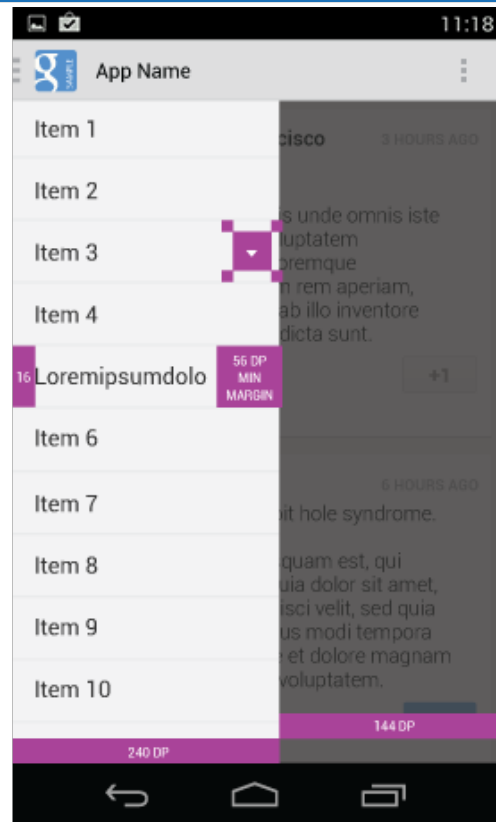 11:18
g
SAMPLE
App Name
Item 1
cisco
3 HOURS AGO
Item 2
s unde omnis iste
luptatem
Item 3
oremque
n rem aperiam,
Item 4
ab illo inventore
dicta sunt.
16
Loremipsumdolo
56 DP
MIN
MARGIN
+1
Item 6
6 HOURS AGO
Item 7
bit hole syndrome.
Item 8
quam est, qui
uia dolor sit amet,
isci velit, sed quia
Item 9
us modi tempora
e et dolore magnam
Item 10
voluptatem.
144 DP
240 DP